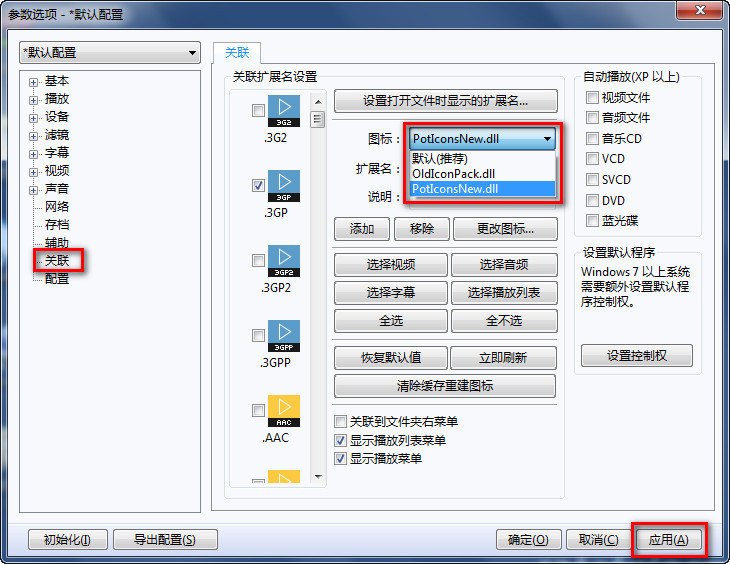 参数选项 - *默认配置
*默认配置
基本
播放
设备
滤镜
字幕
视频
声音
网络
存档
辅助
关联
配置
关联
关联扩展名设置
3G2
.3G2
3GP
.3GP
3GP2
.3GP2
3GPP
.3GPP
AAC
.AAC
设置打开文件时显示的扩展名...
图标: PotIconsNew.dll
默认(推荐)
OldIconPack.dll
PotIconsNew.dll
扩展名:
说明:
添加 移除 更改图标...
选择视频 选择音频
选择字幕 选择播放列表
全选 全不选
恢复默认值 立即刷新
清除缓存重建图标
关联到文件夹右菜单
显示播放列表菜单
显示播放菜单
自动播放(XP 以上)
视频文件
音频文件
音乐CD
VCD
SVCD
DVD
蓝光碟
设置默认程序
Windows 7 以上系统
需要额外设置默认程
序控制权。
设置控制权
初始化(I) 导出配置(S) 确定(O) 取消(C) 应用(A)